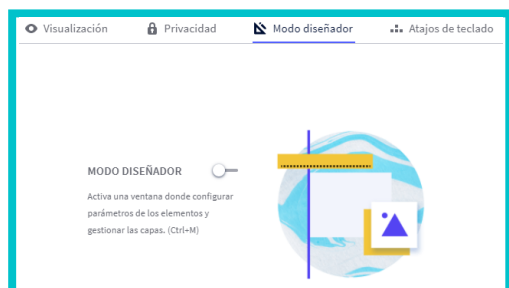 Visualización
Privacidad
Modo diseñador
Atajos de teclado
MODO DISEÑADOR
Activa una ventana donde configurar
parámetros de los elementos y
gestionar las capas. (Ctrl+M)